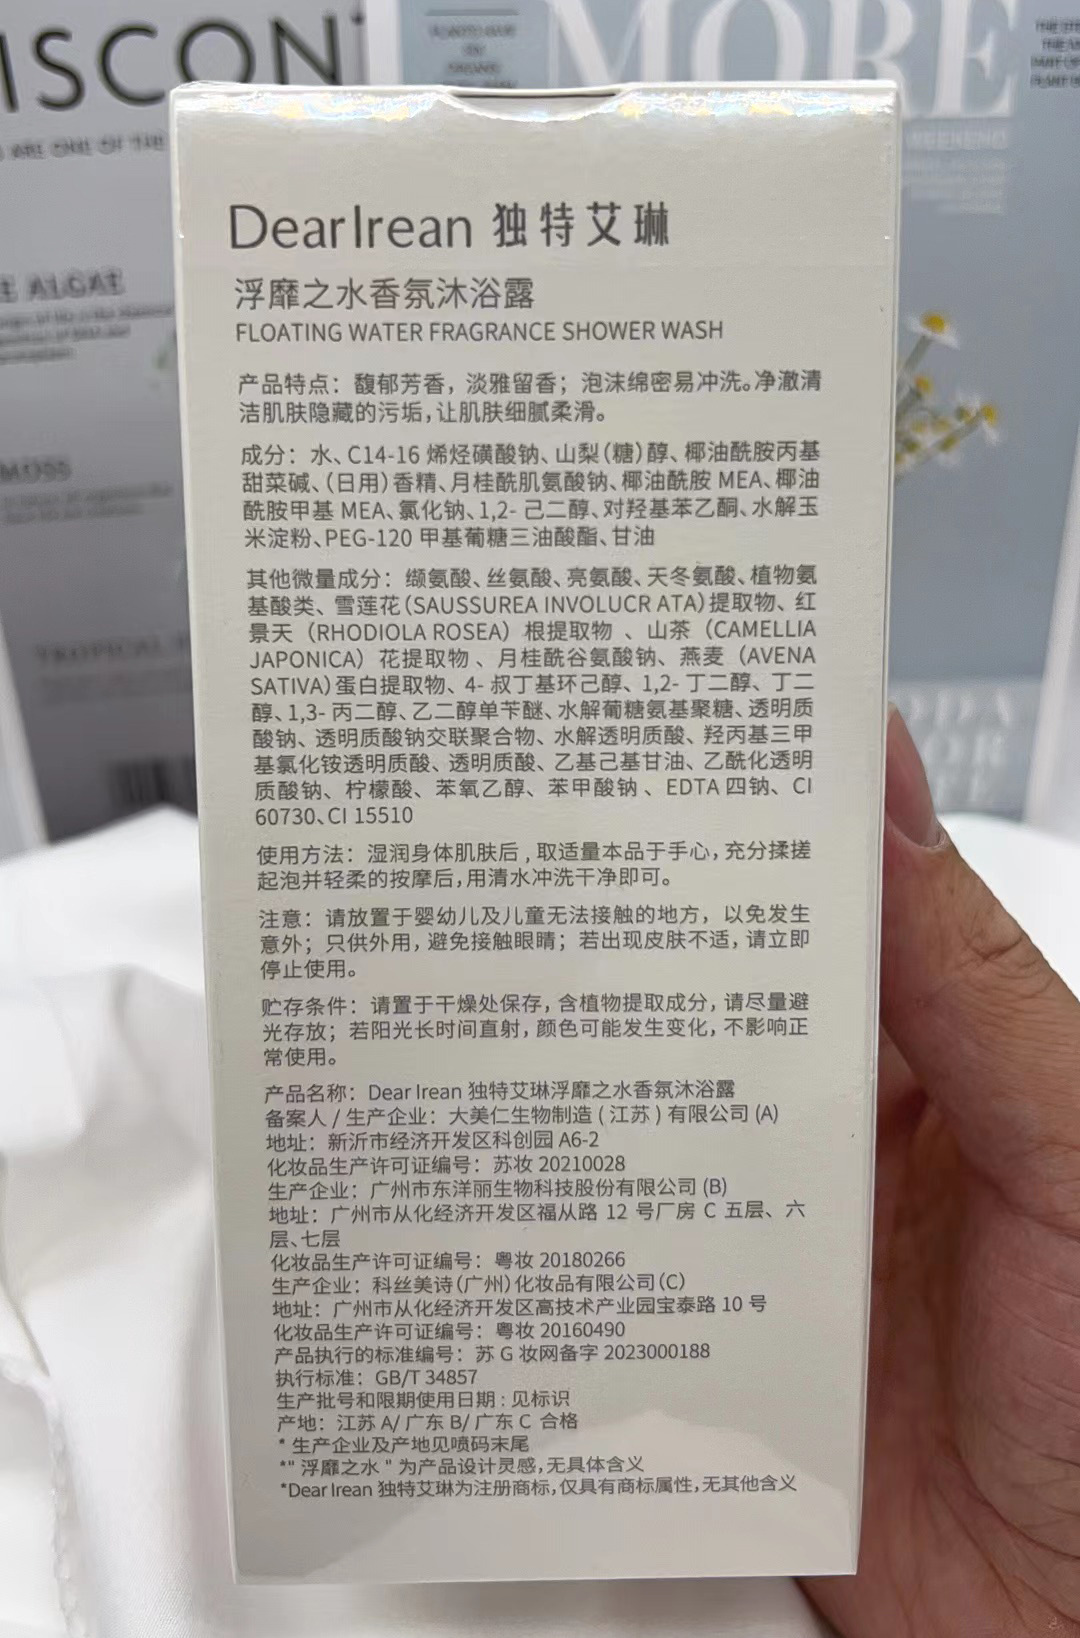 ISCONT
ARE ONE OF THE
MORE
WEEKEND
E ALGAE
MOSS
TROPICAL
DearIrean 独特艾琳
浮靡之水香氛沐浴露
FLOATING WATER FRAGRANCE SHOWER WASH
产品特点：馥郁芳香，淡雅留香；泡沫绵密易冲洗。净澈清
洁肌肤隐藏的污垢，让肌肤细腻柔滑。
成分：水、C14-16 烯烃磺酸钠、山梨（糖）醇、椰油酰胺丙基
甜菜碱、（日用）香精、月桂酰肌氨酸钠、椰油酰胺 MEA、椰油
酰胺甲基 MEA、氯化钠、1,2- 己二醇、对羟基苯乙酮、水解玉
米淀粉、PEG-120 甲基葡糖三油酸酯、甘油
其他微量成分：缬氨酸、丝氨酸、亮氨酸、天冬氨酸、植物氨
基酸类、雪莲花（SAUSSUREA INVOLUCR ATA）提取物、红
景天（RHODIOLA ROSEA）根提取物 、山茶（CAMELLIA
JAPONICA）花提取物 、月桂酰谷氨酸钠、燕麦（AVENA
SATIVA）蛋白提取物、4- 叔丁基环己醇、1,2- 丁二醇、丁二
醇、1,3- 丙二醇、乙二醇单苄醚、水解葡糖氨基聚糖、透明质
酸钠、透明质酸钠交联聚合物、水解透明质酸、羟丙基三甲
基氯化铵透明质酸、透明质酸、乙基己基甘油、乙酰化透明
质酸钠、柠檬酸、苯氧乙醇、苯甲酸钠 、EDTA 四钠、CI
60730、CI 15510
使用方法：湿润身体肌肤后，取适量本品于手心，充分揉搓
起泡并轻柔的按摩后，用清水冲洗干净即可。
注意：请放置于婴幼儿及儿童无法接触的地方，以免发生
意外；只供外用，避免接触眼睛；若出现皮肤不适，请立即
停止使用。
贮存条件：请置于干燥处保存，含植物提取成分，请尽量避
光存放；若阳光长时间直射，颜色可能发生变化，不影响正
常使用。
产品名称：Dear Irean 独特艾琳浮靡之水香氛沐浴露
备案人 / 生产企业：大美仁生物制造（江苏）有限公司 (A)
地址：新沂市经济开发区科创园 A6-2
化妆品生产许可证编号：苏妆 20210028
生产企业：广州市东洋丽生物科技股份有限公司 (B)
地址：广州市从化经济开发区福从路 12 号厂房 C 五层、六
层、七层
化妆品生产许可证编号：粤妆 20180266
生产企业：科丝美诗（广州）化妆品有限公司（C）
地址：广州市从化经济开发区高技术产业园宝泰路 10 号
化妆品生产许可证编号：粤妆 20160490
产品执行的标准编号：苏 G 妆网备字 2023000188
执行标准：GB/T 34857
生产批号和限期使用日期：见标识
产地：江苏 A/ 广东 B/ 广东 C 合格
* 生产企业及产地见喷码末尾
*" 浮靡之水 " 为产品设计灵感，无具体含义
*Dear Irean 独特艾琳为注册商标，仅具有商标属性，无其他含义